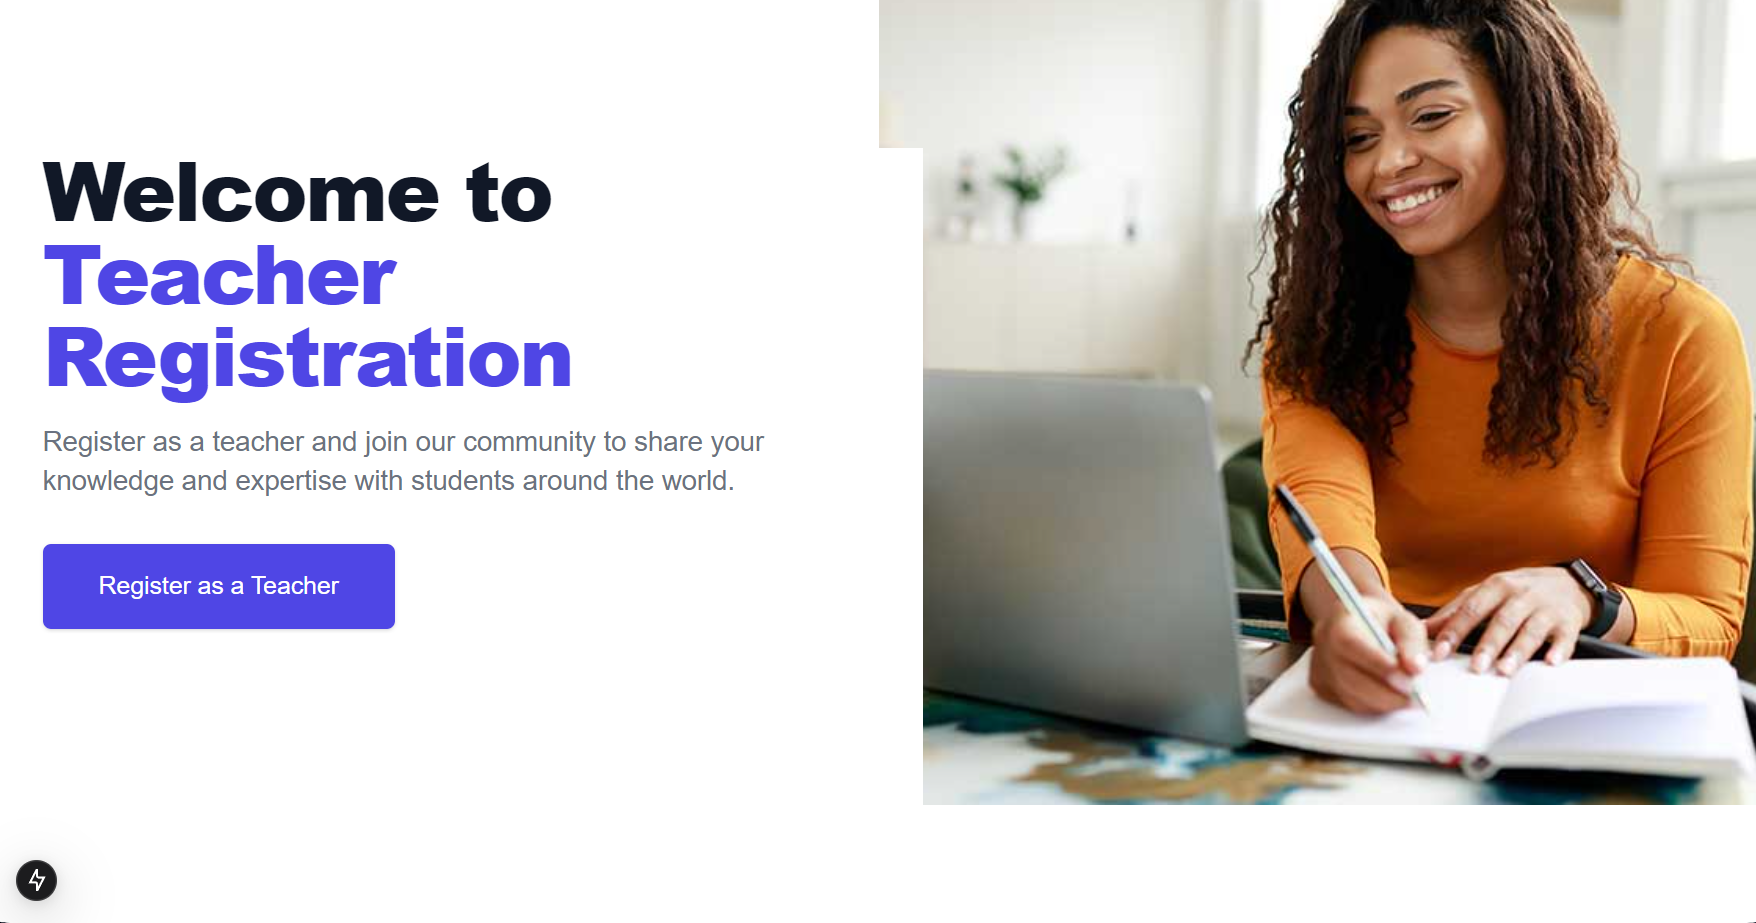 Welcome to
Teacher
Registration
Register as a teacher and join our community to share your
knowledge and expertise with students around the world.
Register as a Teacher